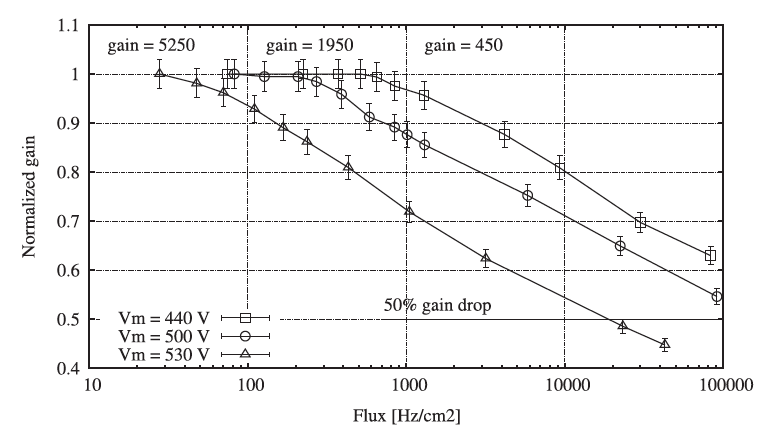 1.1
gain = 5250 gain = 1950 gain = 450
1
0.9
0.8
0.7
0.6
50% gain drop
0.5
Vm = 440 V
Vm = 500 V
Vm = 530 V
0.4
10 100 1000 10000 100000
Flux [Hz/cm2]
Normalized gain